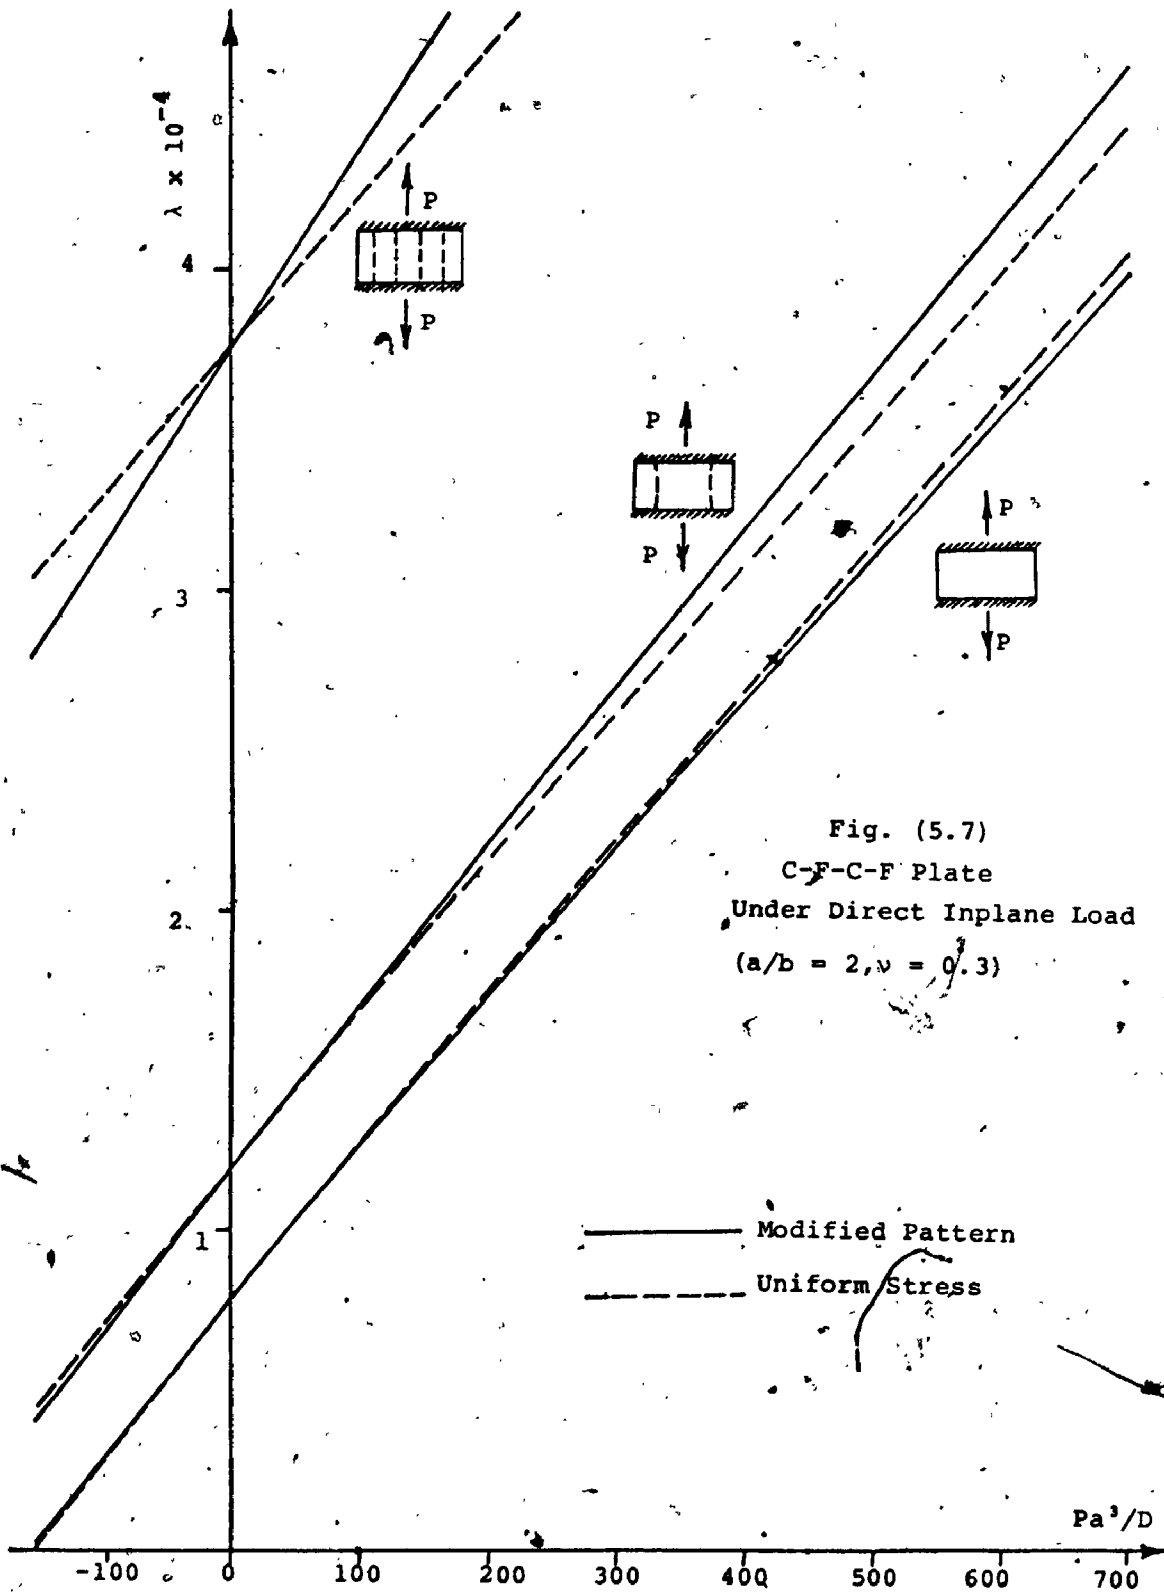 λ x 10⁻⁴
P
4
P
P
P
3
P
P
2
Fig. (5.7)
C-F-C-F Plate
Under Direct Inplane Load
(a/b = 2, ν = 0.3)
1
Modified Pattern
Uniform Stress
Pa³/D
-100 0 100 200 300 400 500 600 700